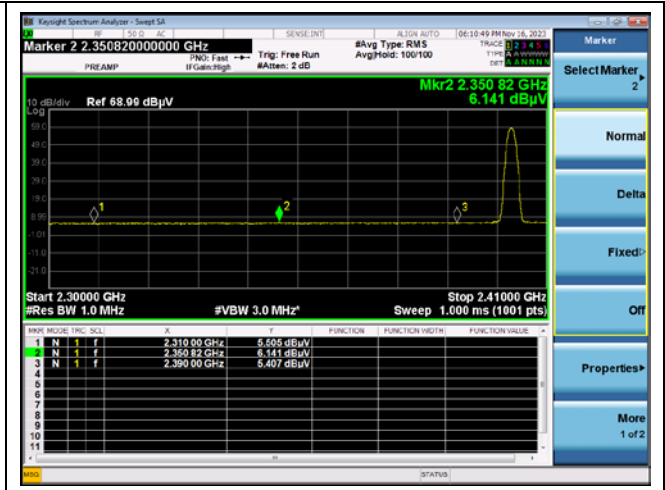 Keysight Spectrum Analyzer - Swept SA
RF 50 Ω AC SENSE:INT ALIGN AUTO 06:10:49 PM Nov 16, 2023
Marker 2 2.350820000000 GHz
PREAMP
PNO: Fast
IFGain:High
Trig: Free Run
#Atten: 2 dB
#Avg Type: RMS
Avg|Hold: 100/100
TRACE 1 2 3 4 5 6
TYPE A A WWWW
DET A A N N N N
Mkr2 2.350 82 GHz
6.141 dBµV
10 dB/div Ref 68.99 dBµV
Log
59.0
49.0
39.0
29.0
19.0
8.99
-1.01
-11.0
-21.0
1
2
3
Start 2.30000 GHz Stop 2.41000 GHz
#Res BW 1.0 MHz #VBW 3.0 MHz* Sweep 1.000 ms (1001 pts)
MKR MODE TRC SCL X Y FUNCTION FUNCTION WIDTH FUNCTION VALUE
1 N 1 f 2.310 00 GHz 5.505 dBµV
2 N 1 f 2.350 82 GHz 6.141 dBµV
3 N 1 f 2.390 00 GHz 5.407 dBµV
4
5
6
7
8
9
10
11
MSG STATUS
Marker
Select Marker
2
Normal
Delta
Fixed
Off
Properties
More
1 of 2